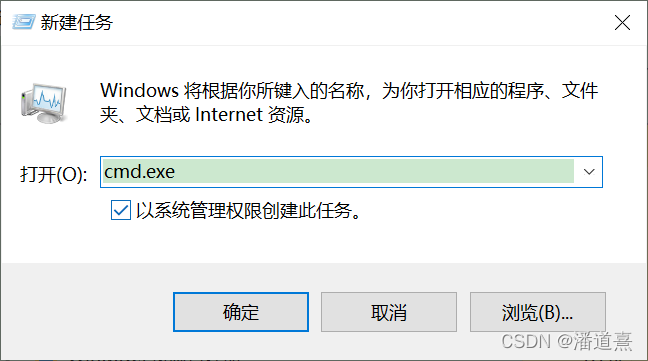 新建任务
Windows 将根据你所键入的名称，为你打开相应的程序、文件
夹、文档或 Internet 资源。
打开(O):
cmd.exe
以系统管理权限创建此任务。
确定
取消
浏览(B)...
CSDN @潘道熹